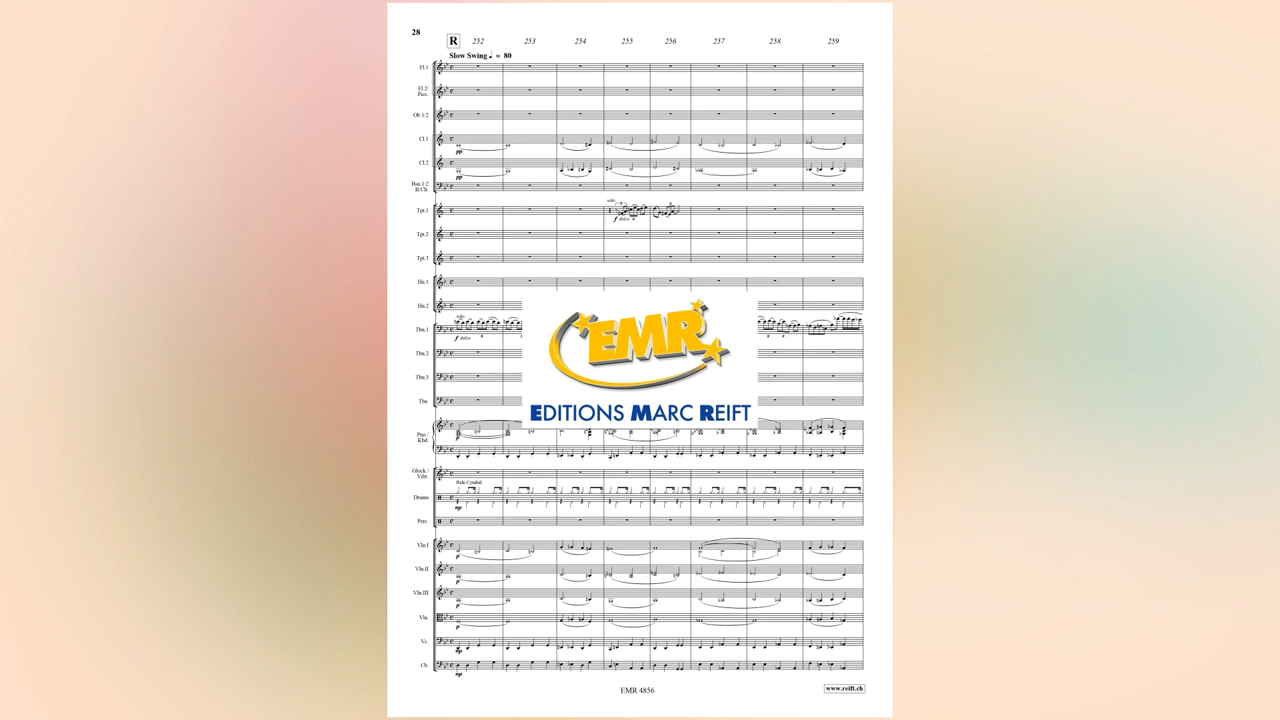 28
R 252 253 254 255 256 257 258 259
Slow Swing ♩ = 80
Fl.1
Fl.2/
Picc.
Ob.1/2
Cl.1
pp
Cl.2
pp
Bsn.1/2
B.Cl.
solo
Tpt.1
f dolce
Tpt.2
Tpt.3
Hn.1
Hn.2
solo
Tbn.1
f dolce
Tbn.2
Tbn.3
Tba.
EMR
EDITIONS MARC REIFT
Pno/
Kbd.
p
Glock./
Vibr.
Ride Cymbal
Drums
mp
Perc.
Vln.I
p
Vln.II
p
Vln.III
p
Vla.
p
Vc.
mp
Cb.
mp
EMR 4856
www.reift.ch